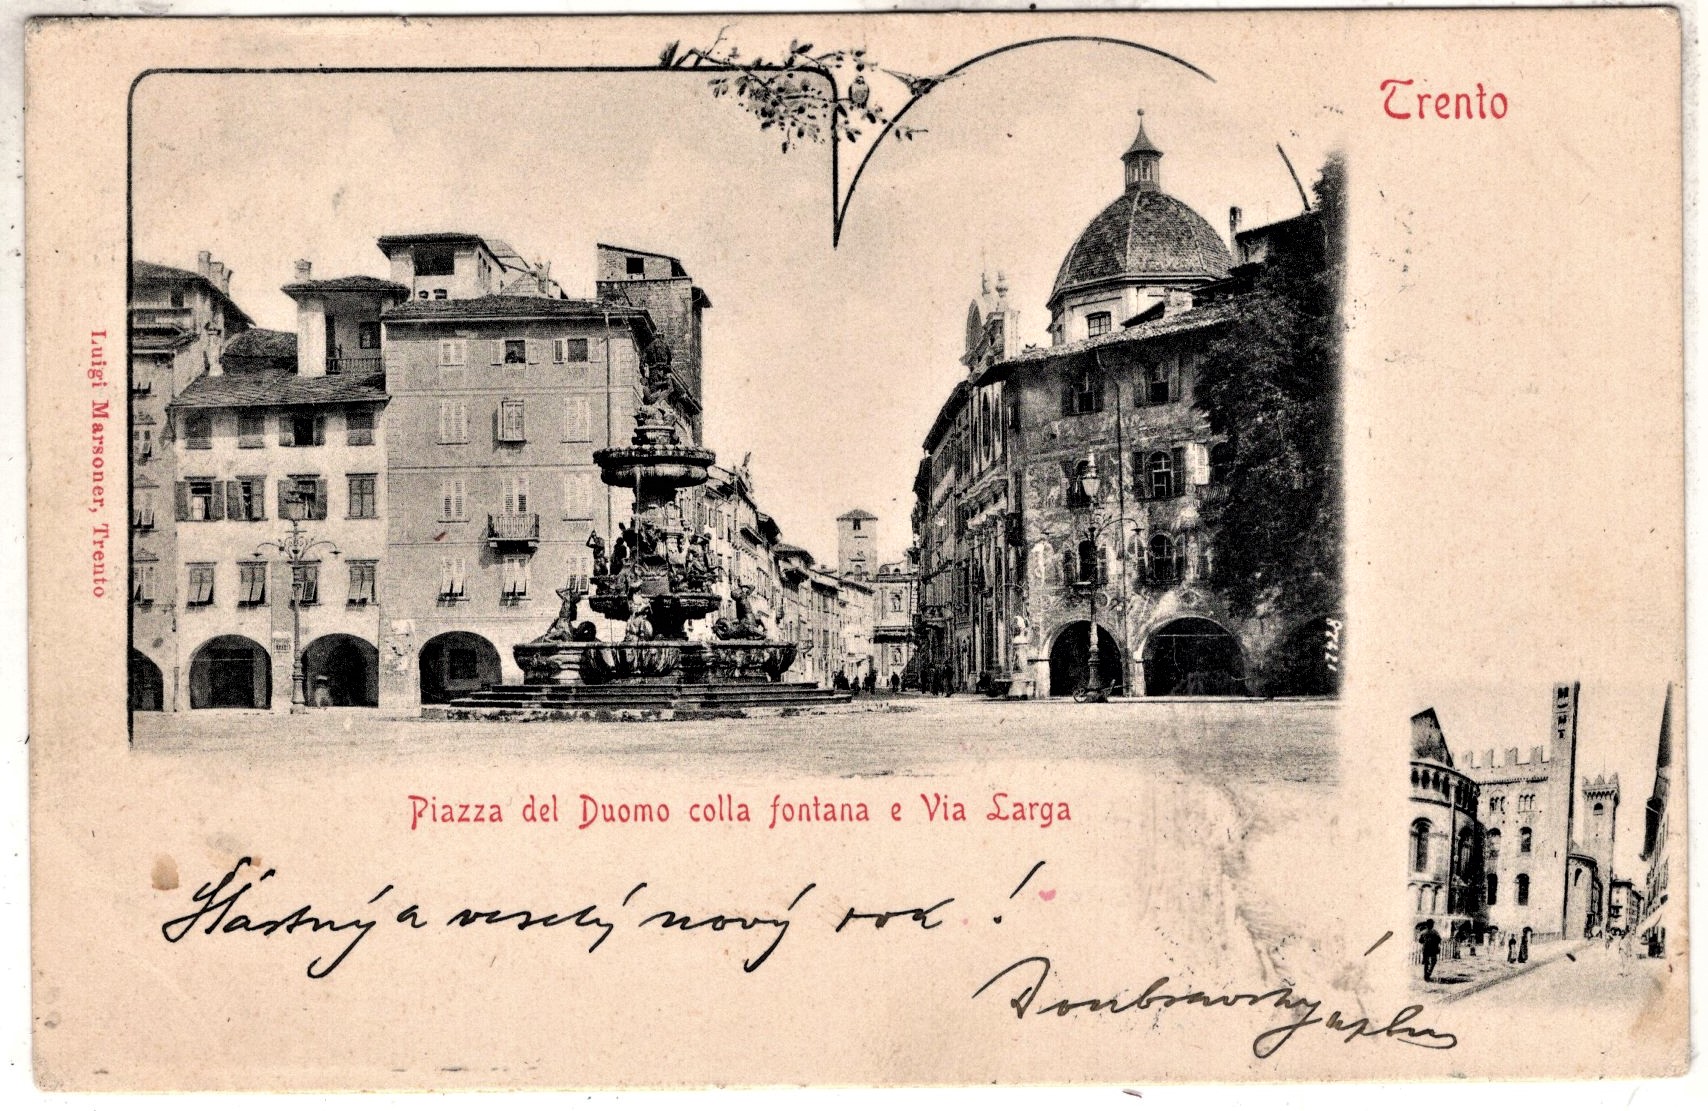 Trento
Luigi Marsoner, Trento
Piazza del Duomo colla fontana e Via Larga
Šťastný a veselý nový rok !
Doubravský